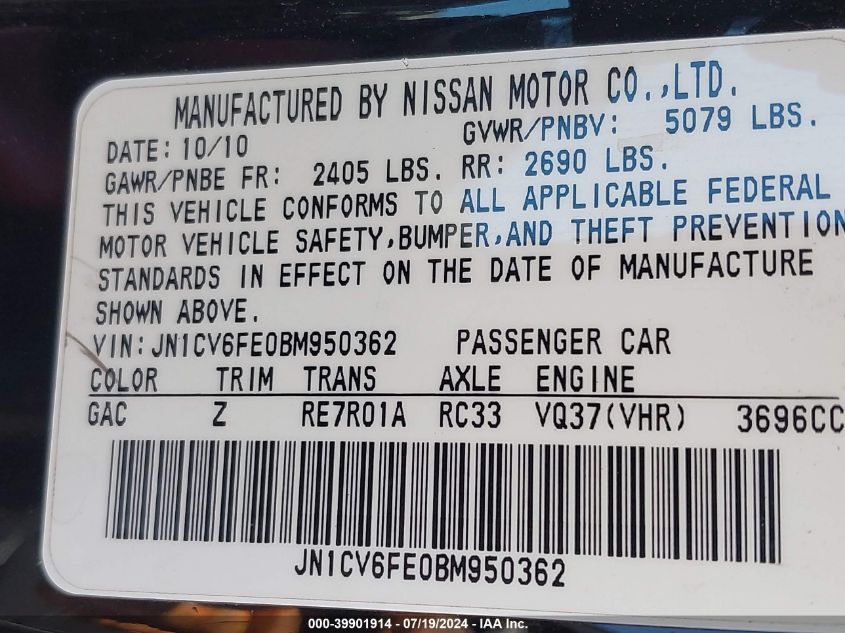 MANUFACTURED BY NISSAN MOTOR CO.,LTD.
DATE: 10/10 GVWR/PNBV: 5079 LBS.
GAWR/PNBE FR: 2405 LBS. RR: 2690 LBS.
THIS VEHICLE CONFORMS TO ALL APPLICABLE FEDERAL
MOTOR VEHICLE SAFETY,BUMPER,AND THEFT PREVENTION
STANDARDS IN EFFECT ON THE DATE OF MANUFACTURE
SHOWN ABOVE.
VIN:JN1CV6FE0BM950362 PASSENGER CAR
COLOR TRIM TRANS AXLE ENGINE
GAC Z RE7R01A RC33 VQ37(VHR) 3696CC
JN1CV6FE0BM950362
000-39901914 - 07/19/2024 - IAA Inc.